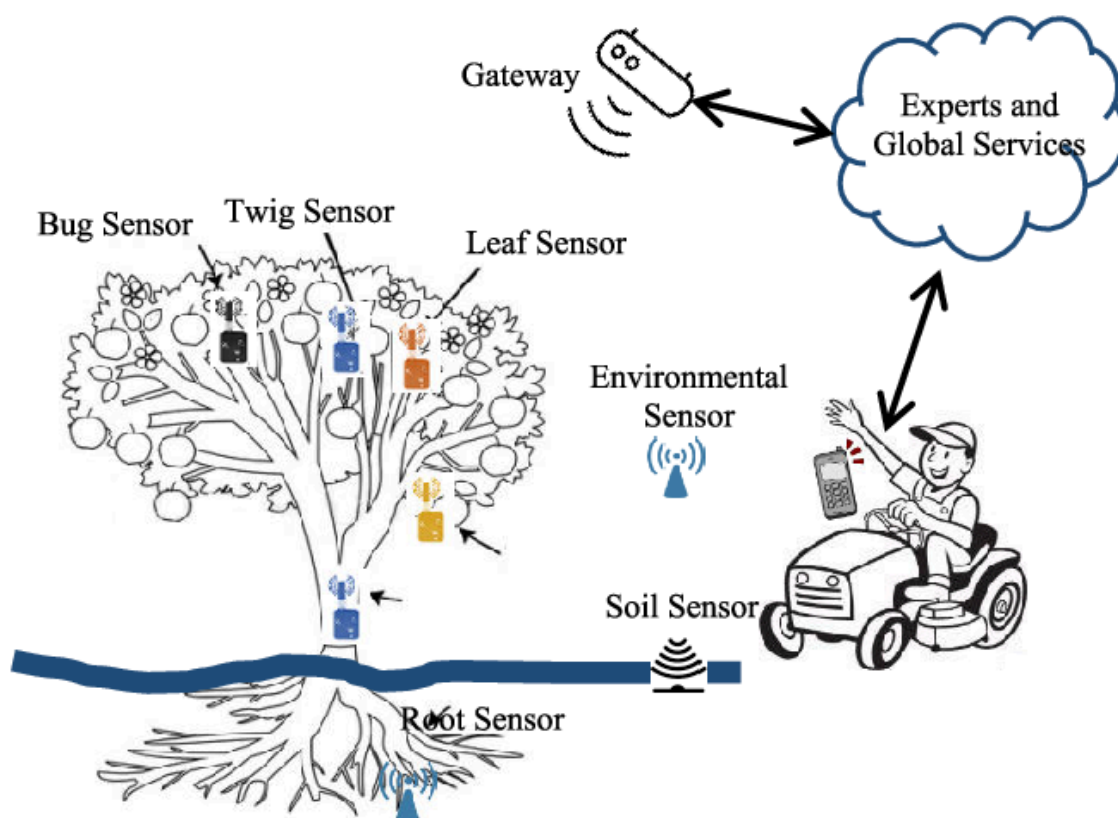 Gateway
Experts and
Global Services
Bug Sensor
Twig Sensor
Leaf Sensor
Environmental
Sensor
Soil Sensor
Root Sensor